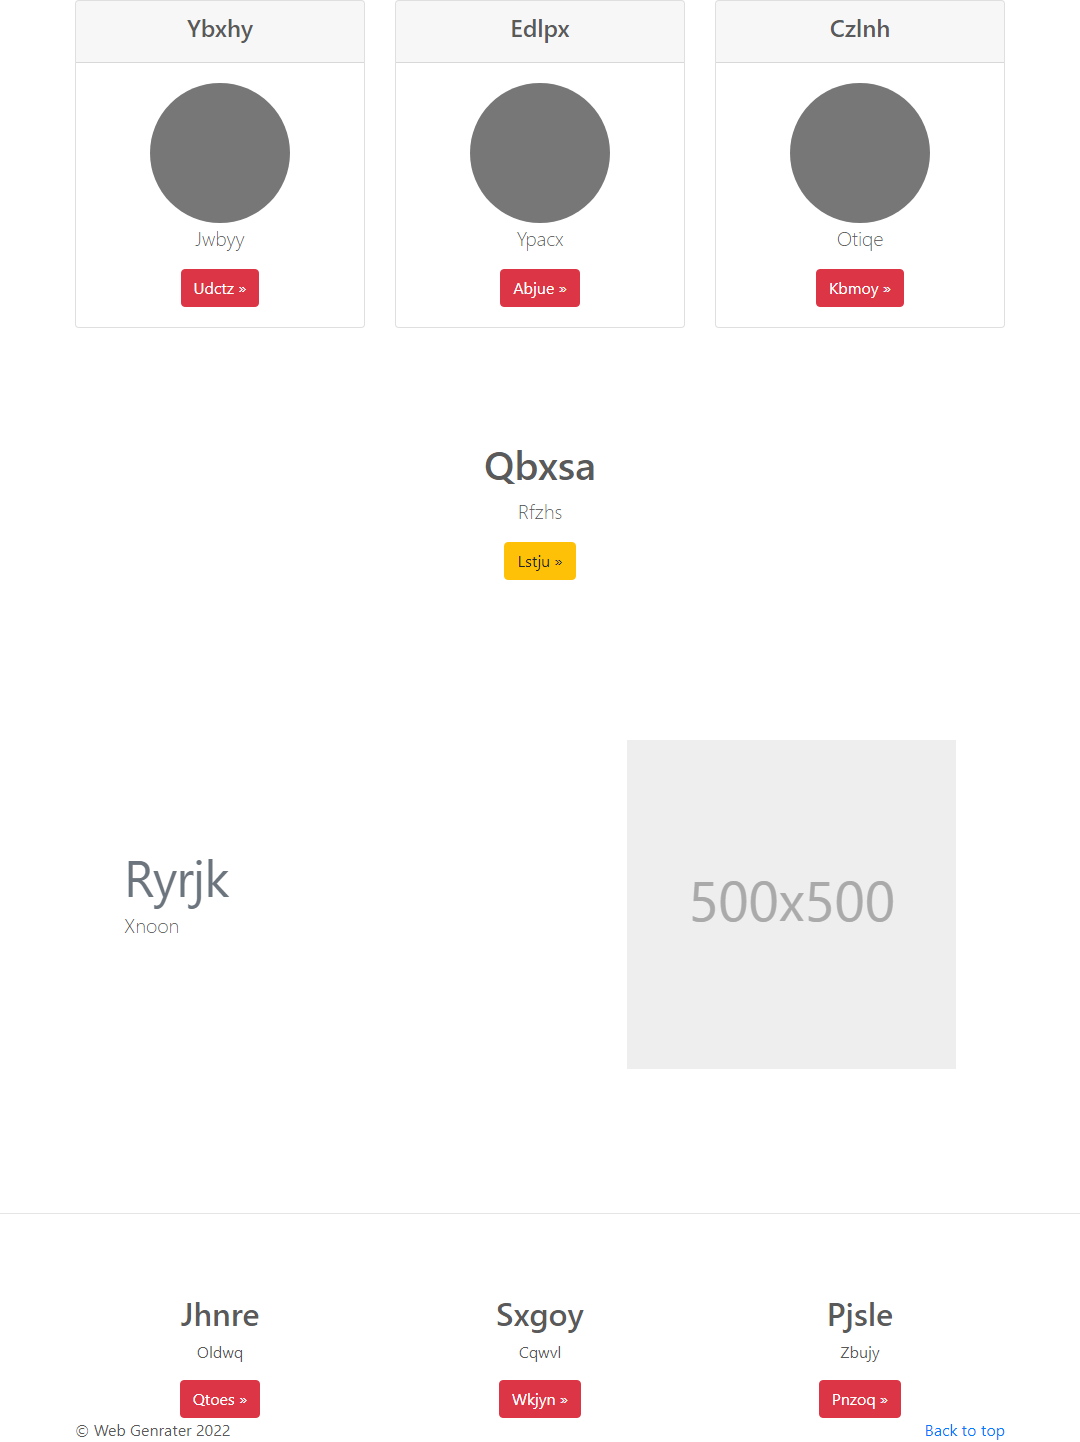 Ybxhy
Edlpx
Czlnh
Jwbyy
Ypacx
Otiqe
Udctz »
Abjue »
Kbmoy »
Qbxsa
Rfzhs
Lstju »
Ryrjk
Xnoon
500x500
Jhnre
Sxgoy
Pjsle
Oldwq
Cqwvl
Zbujy
Qtoes »
Wkjyn »
Pnzoq »
© Web Genrater 2022
Back to top